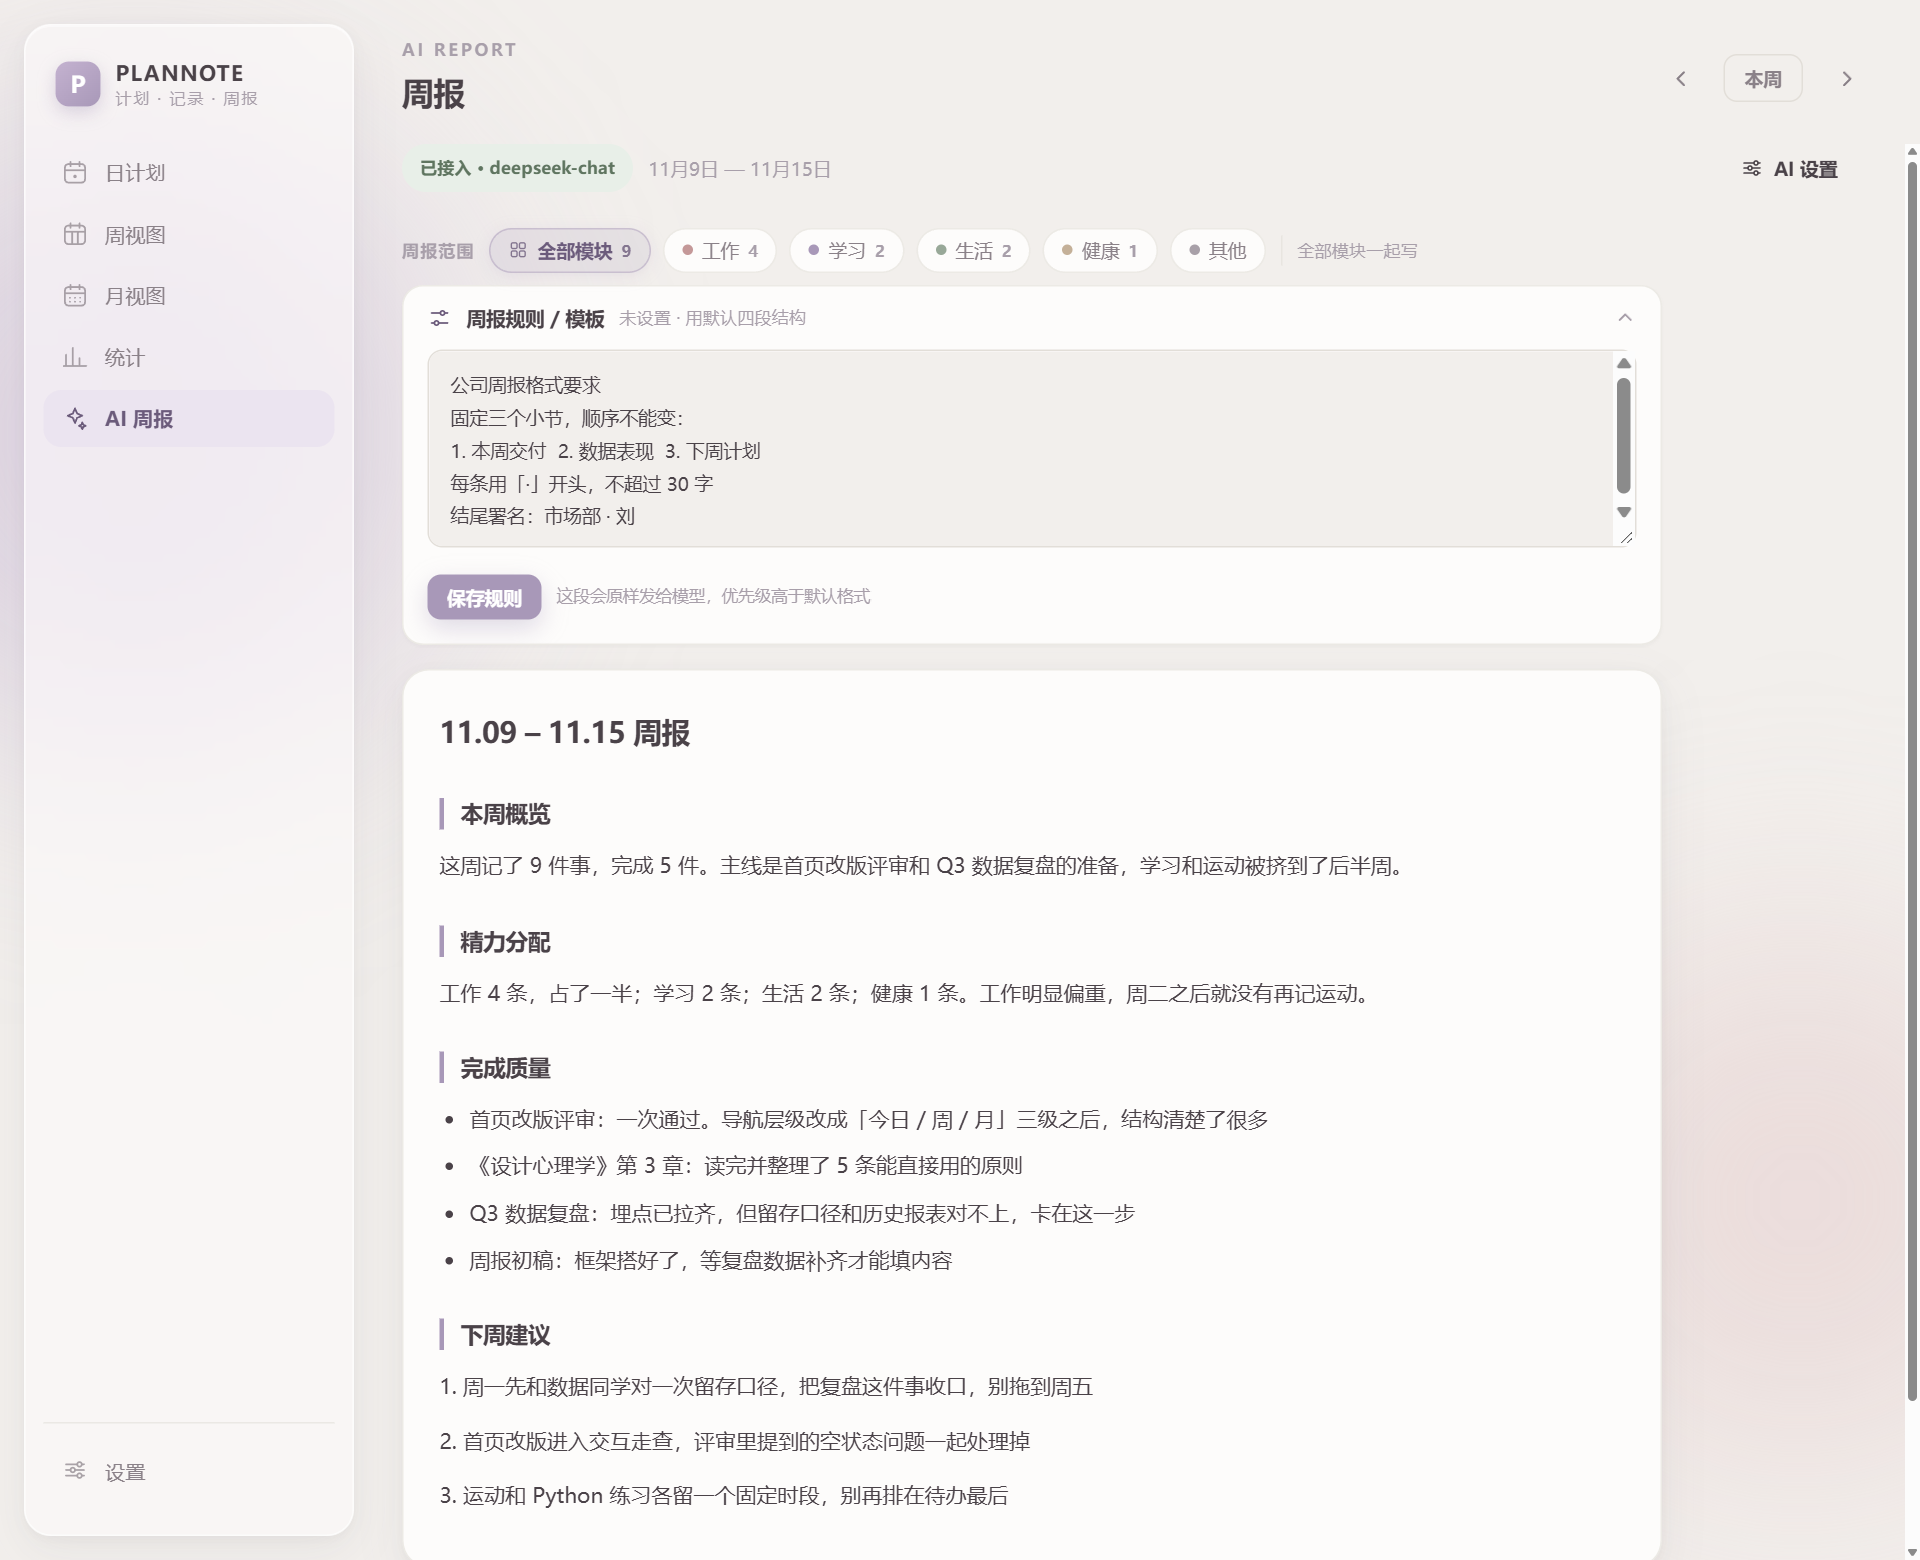 P
PLANNOTE
计划 · 记录 · 周报
日计划
周视图
月视图
统计
AI 周报
设置
AI REPORT
周报
本周
已接入 • deepseek-chat
11月9日 — 11月15日
AI 设置
周报范围
全部模块 9
工作 4
学习 2
生活 2
健康 1
其他
全部模块一起写
周报规则 / 模板
未设置 · 用默认四段结构
公司周报格式要求
固定三个小节，顺序不能变：
1. 本周交付  2. 数据表现  3. 下周计划
每条用「·」开头，不超过 30 字
结尾署名：市场部 · 刘
保存规则
这段会原样发给模型，优先级高于默认格式
11.09 – 11.15 周报
本周概览
这周记了 9 件事，完成 5 件。主线是首页改版评审和 Q3 数据复盘的准备，学习和运动被挤到了后半周。
精力分配
工作 4 条，占了一半；学习 2 条；生活 2 条；健康 1 条。工作明显偏重，周二之后就没有再记运动。
完成质量
• 首页改版评审：一次通过。导航层级改成「今日 / 周 / 月」三级之后，结构清楚了很多
• 《设计心理学》第 3 章：读完并整理了 5 条能直接用的原则
• Q3 数据复盘：埋点已拉齐，但留存口径和历史报表对不上，卡在这一步
• 周报初稿：框架搭好了，等复盘数据补齐才能填内容
下周建议
1. 周一先和数据同学对一次留存口径，把复盘这件事收口，别拖到周五
2. 首页改版进入交互走查，评审里提到的空状态问题一起处理掉
3. 运动和 Python 练习各留一个固定时段，别再排在待办最后